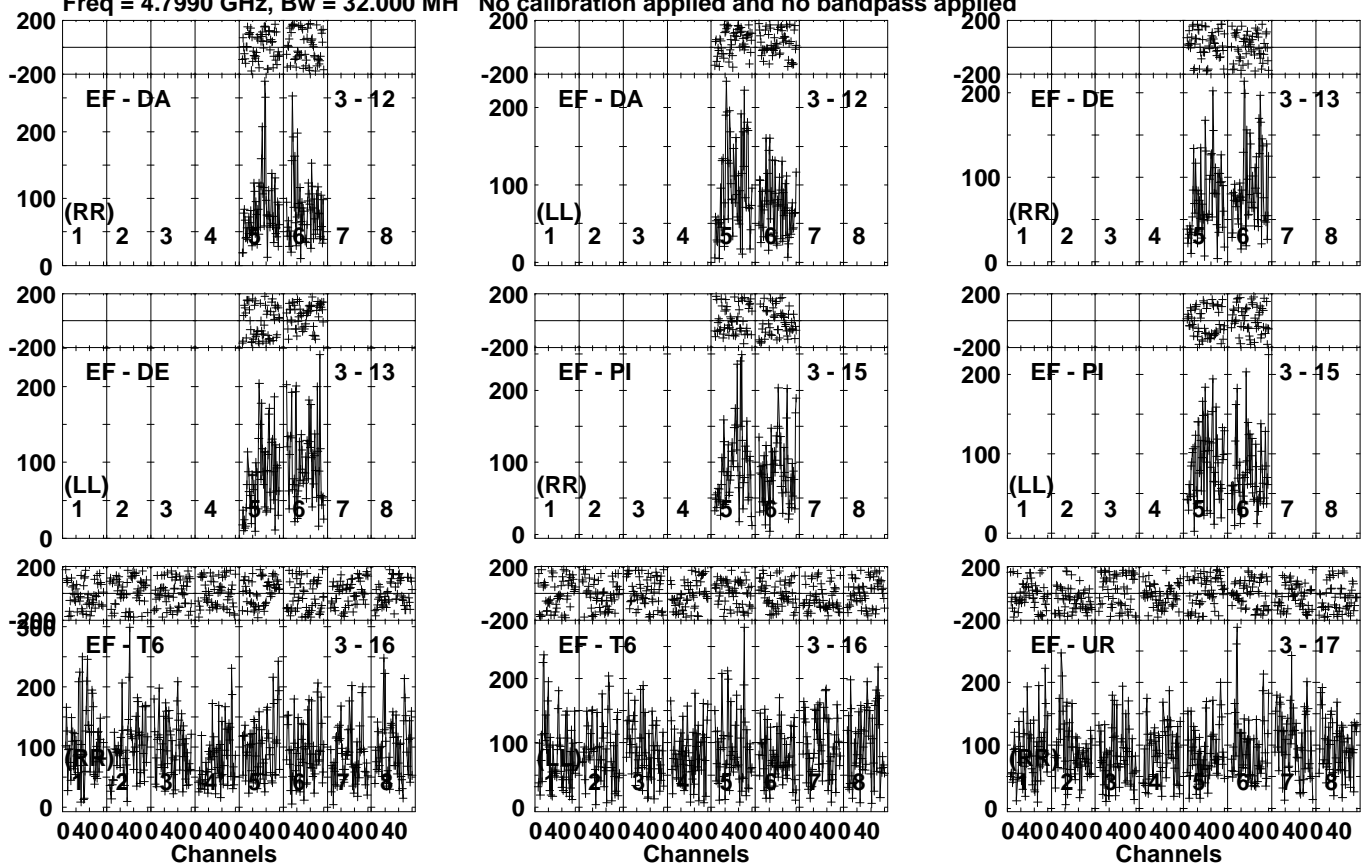 Freq = 4.7990 GHz, Bw = 32.000 MH No calibration applied and no bandpass applied
200 200 200
-200 -200 -200
EF - DA 3 - 12 EF - DA 3 - 12 EF - DE 3 - 13
200 200 200
100 100 100
(RR) (LL) (RR)
1 2 3 4 5 6 7 8 1 2 3 4 5 6 7 8 1 2 3 4 5 6 7 8
0 0 0
200 200 200
-200 -200 -200
EF - DE 3 - 13 EF - PI 3 - 15 EF - PI 3 - 15
200 200 200
100 100 100
(LL) (RR) (LL)
1 2 3 4 5 6 7 8 1 2 3 4 5 6 7 8 1 2 3 4 5 6 7 8
0 0 0
200 200 200
-200 -200 -200
300
EF - T6 3 - 16 EF - T6 3 - 16 EF - UR 3 - 17
200 200 200
100 100 100
(RR) (LL) (RR)
1 2 3 4 5 6 7 8 1 2 3 4 5 6 7 8 1 2 3 4 5 6 7 8
0 0 0
0 40 0 40 0 40 0 40 0 40 0 40 0 40 0 40 0 40 0 40 0 40 0 40 0 40 0 40 0 40 0 40 0 40 0 40 0 40 0 40 0 40 0 40 0 40 0 40
Channels Channels Channels